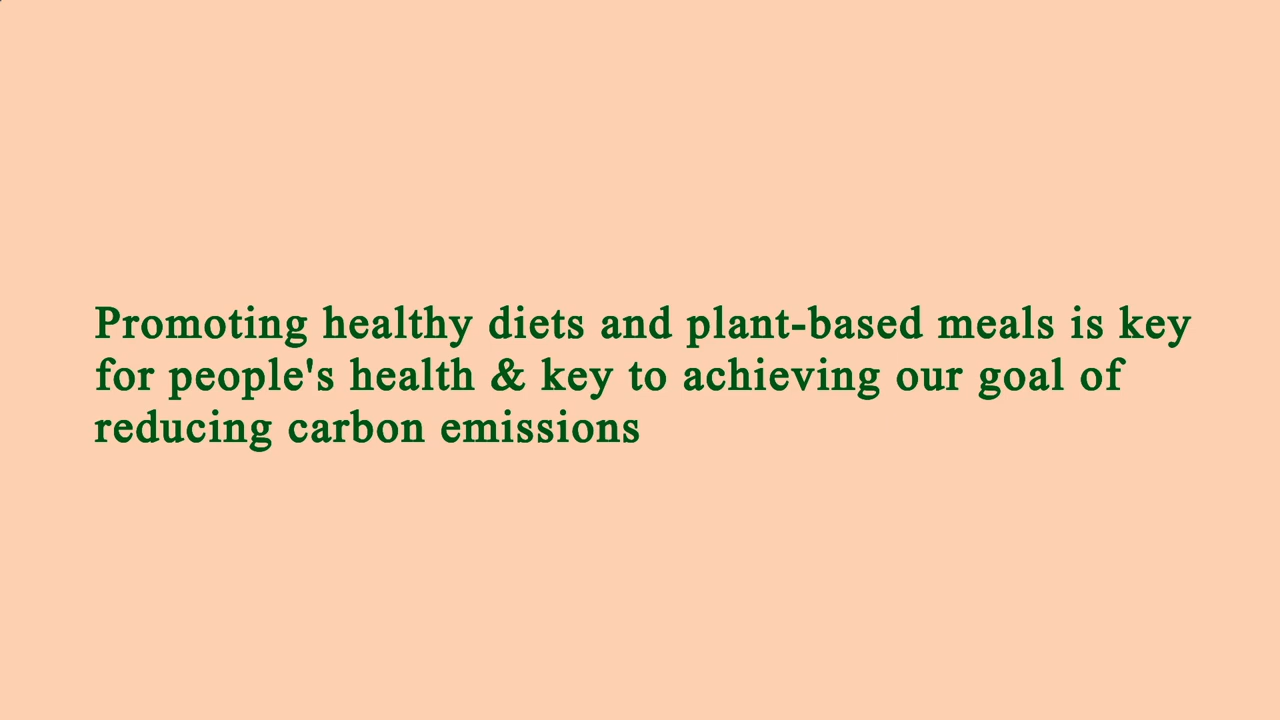 Promoting healthy diets and plant-based meals is key
for people's health & key to achieving our goal of
reducing carbon emissions